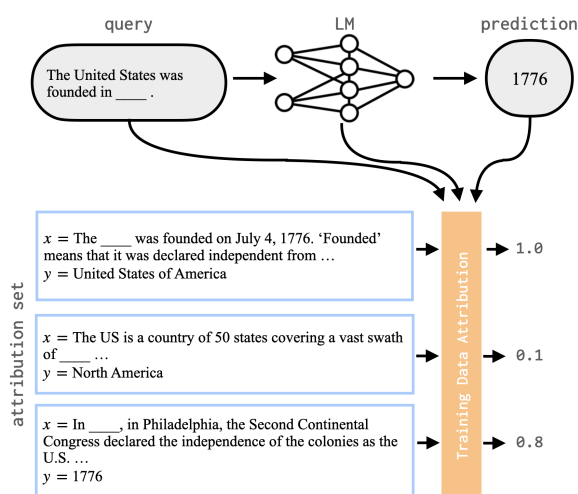 query
LM
prediction
The United States was
founded in ____ .
1776
attribution set
x = The ____ was founded on July 4, 1776. ‘Founded’
means that it was declared independent from …
y = United States of America
1.0
x = The US is a country of 50 states covering a vast swath
of ____ …
y = North America
0.1
x = In ____, in Philadelphia, the Second Continental
Congress declared the independence of the colonies as the
U.S. …
y = 1776
0.8
Training Data Attribution